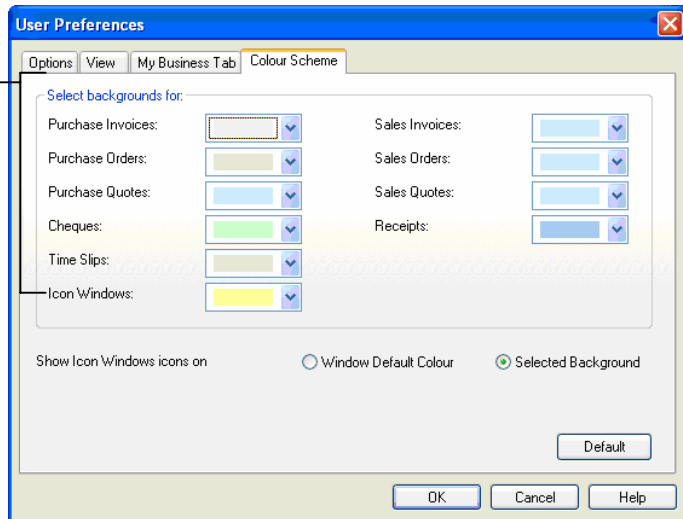 User Preferences
Options View My Business Tab Colour Scheme
Select backgrounds for:
Purchase Invoices: Sales Invoices:
Purchase Orders: Sales Orders:
Purchase Quotes: Sales Quotes:
Cheques: Receipts:
Time Slips:
Icon Windows:
Show Icon Windows icons on Window Default Colour Selected Background
Default
OK Cancel Help